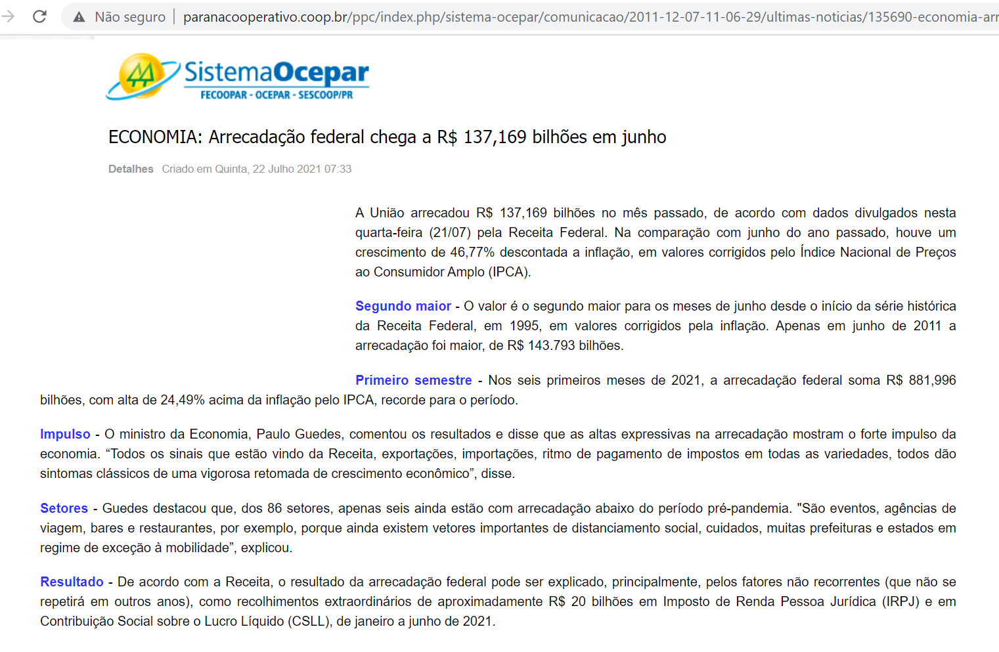 Não seguro | paranacooperativo.coop.br/ppc/index.php/sistema-ocepar/comunicacao/2011-12-07-11-06-29/ultimas-noticias/135690-economia-arr
SistemaOcepar
FECOOPAR - OCEPAR - SESCOOP/PR
ECONOMIA: Arrecadação federal chega a R$ 137,169 bilhões em junho
Detalhes Criado em Quinta, 22 Julho 2021 07:33
A União arrecadou R$ 137,169 bilhões no mês passado, de acordo com dados divulgados nesta
quarta-feira (21/07) pela Receita Federal. Na comparação com junho do ano passado, houve um
crescimento de 46,77% descontada a inflação, em valores corrigidos pelo Índice Nacional de Preços
ao Consumidor Amplo (IPCA).
Segundo maior - O valor é o segundo maior para os meses de junho desde o início da série histórica
da Receita Federal, em 1995, em valores corrigidos pela inflação. Apenas em junho de 2011 a
arrecadação foi maior, de R$ 143.793 bilhões.
Primeiro semestre - Nos seis primeiros meses de 2021, a arrecadação federal soma R$ 881,996
bilhões, com alta de 24,49% acima da inflação pelo IPCA, recorde para o período.
Impulso - O ministro da Economia, Paulo Guedes, comentou os resultados e disse que as altas expressivas na arrecadação mostram o forte impulso da
economia. “Todos os sinais que estão vindo da Receita, exportações, importações, ritmo de pagamento de impostos em todas as variedades, todos dão
sintomas clássicos de uma vigorosa retomada de crescimento econômico”, disse.
Setores - Guedes destacou que, dos 86 setores, apenas seis ainda estão com arrecadação abaixo do período pré-pandemia. "São eventos, agências de
viagem, bares e restaurantes, por exemplo, porque ainda existem vetores importantes de distanciamento social, cuidados, muitas prefeituras e estados em
regime de exceção à mobilidade”, explicou.
Resultado - De acordo com a Receita, o resultado da arrecadação federal pode ser explicado, principalmente, pelos fatores não recorrentes (que não se
repetirá em outros anos), como recolhimentos extraordinários de aproximadamente R$ 20 bilhões em Imposto de Renda Pessoa Jurídica (IRPJ) e em
Contribuição Social sobre o Lucro Líquido (CSLL), de janeiro a junho de 2021.